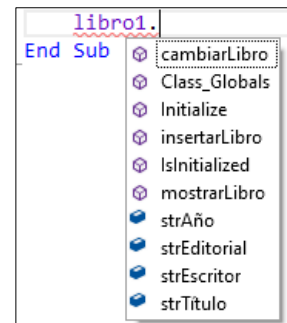 libro1.
End Sub
cambiarLibro
Class_Globals
Initialize
insertarLibro
IsInitialized
mostrarLibro
strAño
strEditorial
strEscritor
strTítulo